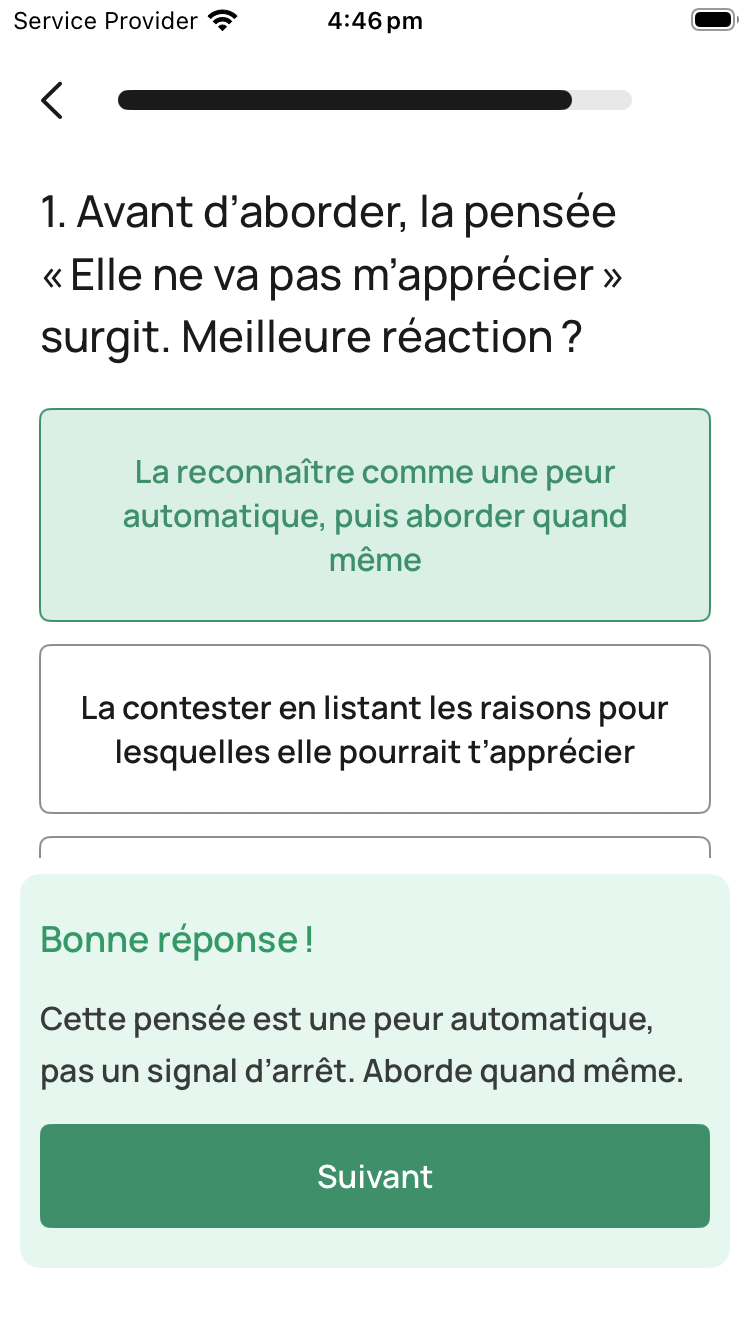 Service Provider
4:46 pm
1. Avant d’aborder, la pensée
« Elle ne va pas m’apprécier »
surgit. Meilleure réaction ?
La reconnaître comme une peur
automatique, puis aborder quand
même
La contester en listant les raisons pour
lesquelles elle pourrait t’apprécier
Bonne réponse !
Cette pensée est une peur automatique,
pas un signal d’arrêt. Aborde quand même.
Suivant